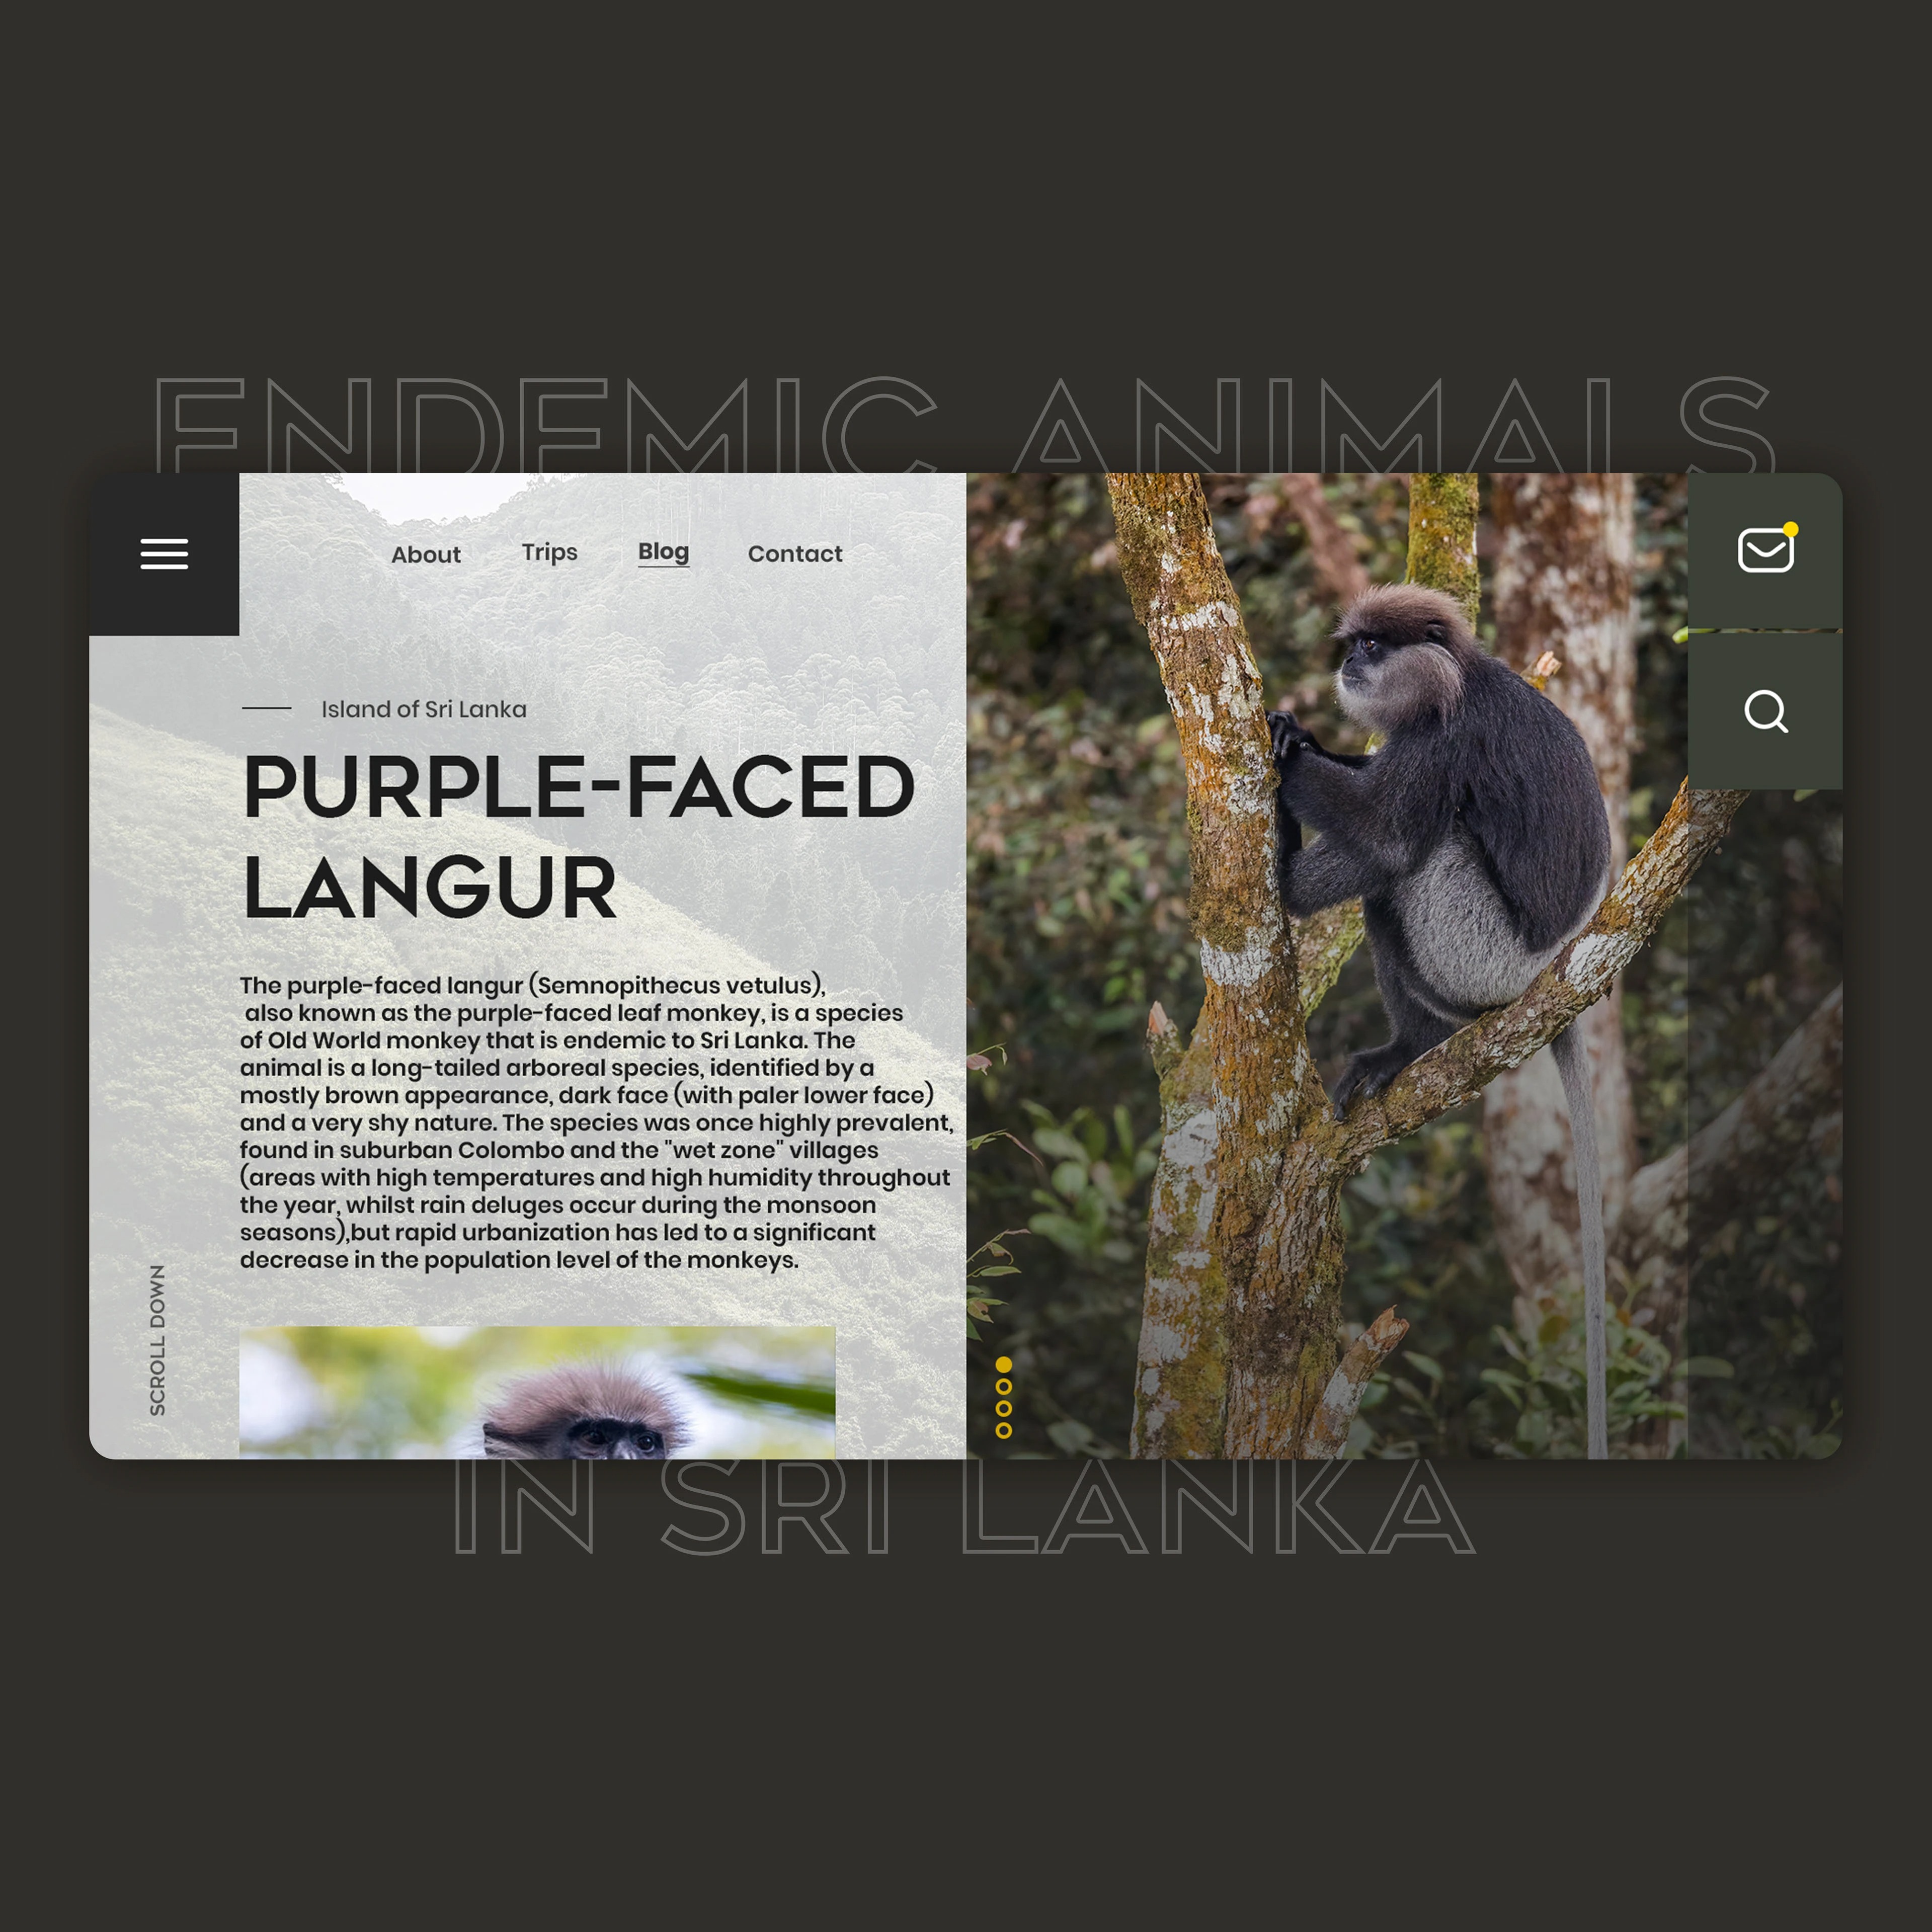 ENDEMIC ANIMALS
About Trips Blog Contact
Island of Sri Lanka
PURPLE-FACED
LANGUR
The purple-faced langur (Semnopithecus vetulus),
also known as the purple-faced leaf monkey, is a species
of Old World monkey that is endemic to Sri Lanka. The
animal is a long-tailed arboreal species, identified by a
mostly brown appearance, dark face (with paler lower face)
and a very shy nature. The species was once highly prevalent,
found in suburban Colombo and the "wet zone" villages
(areas with high temperatures and high humidity throughout
the year, whilst rain deluges occur during the monsoon
seasons),but rapid urbanization has led to a significant
decrease in the population level of the monkeys.
SCROLL DOWN
IN SRI LANKA